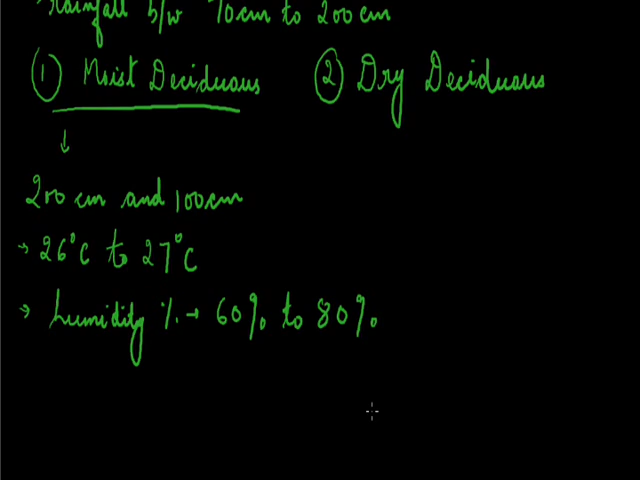 Rainfall b/w 70cm to 200cm
① Moist Deciduous ② Dry Deciduous
↓
200 cm and 100cm
→ 26°C to 27°C
→ humidity % → 60% to 80%